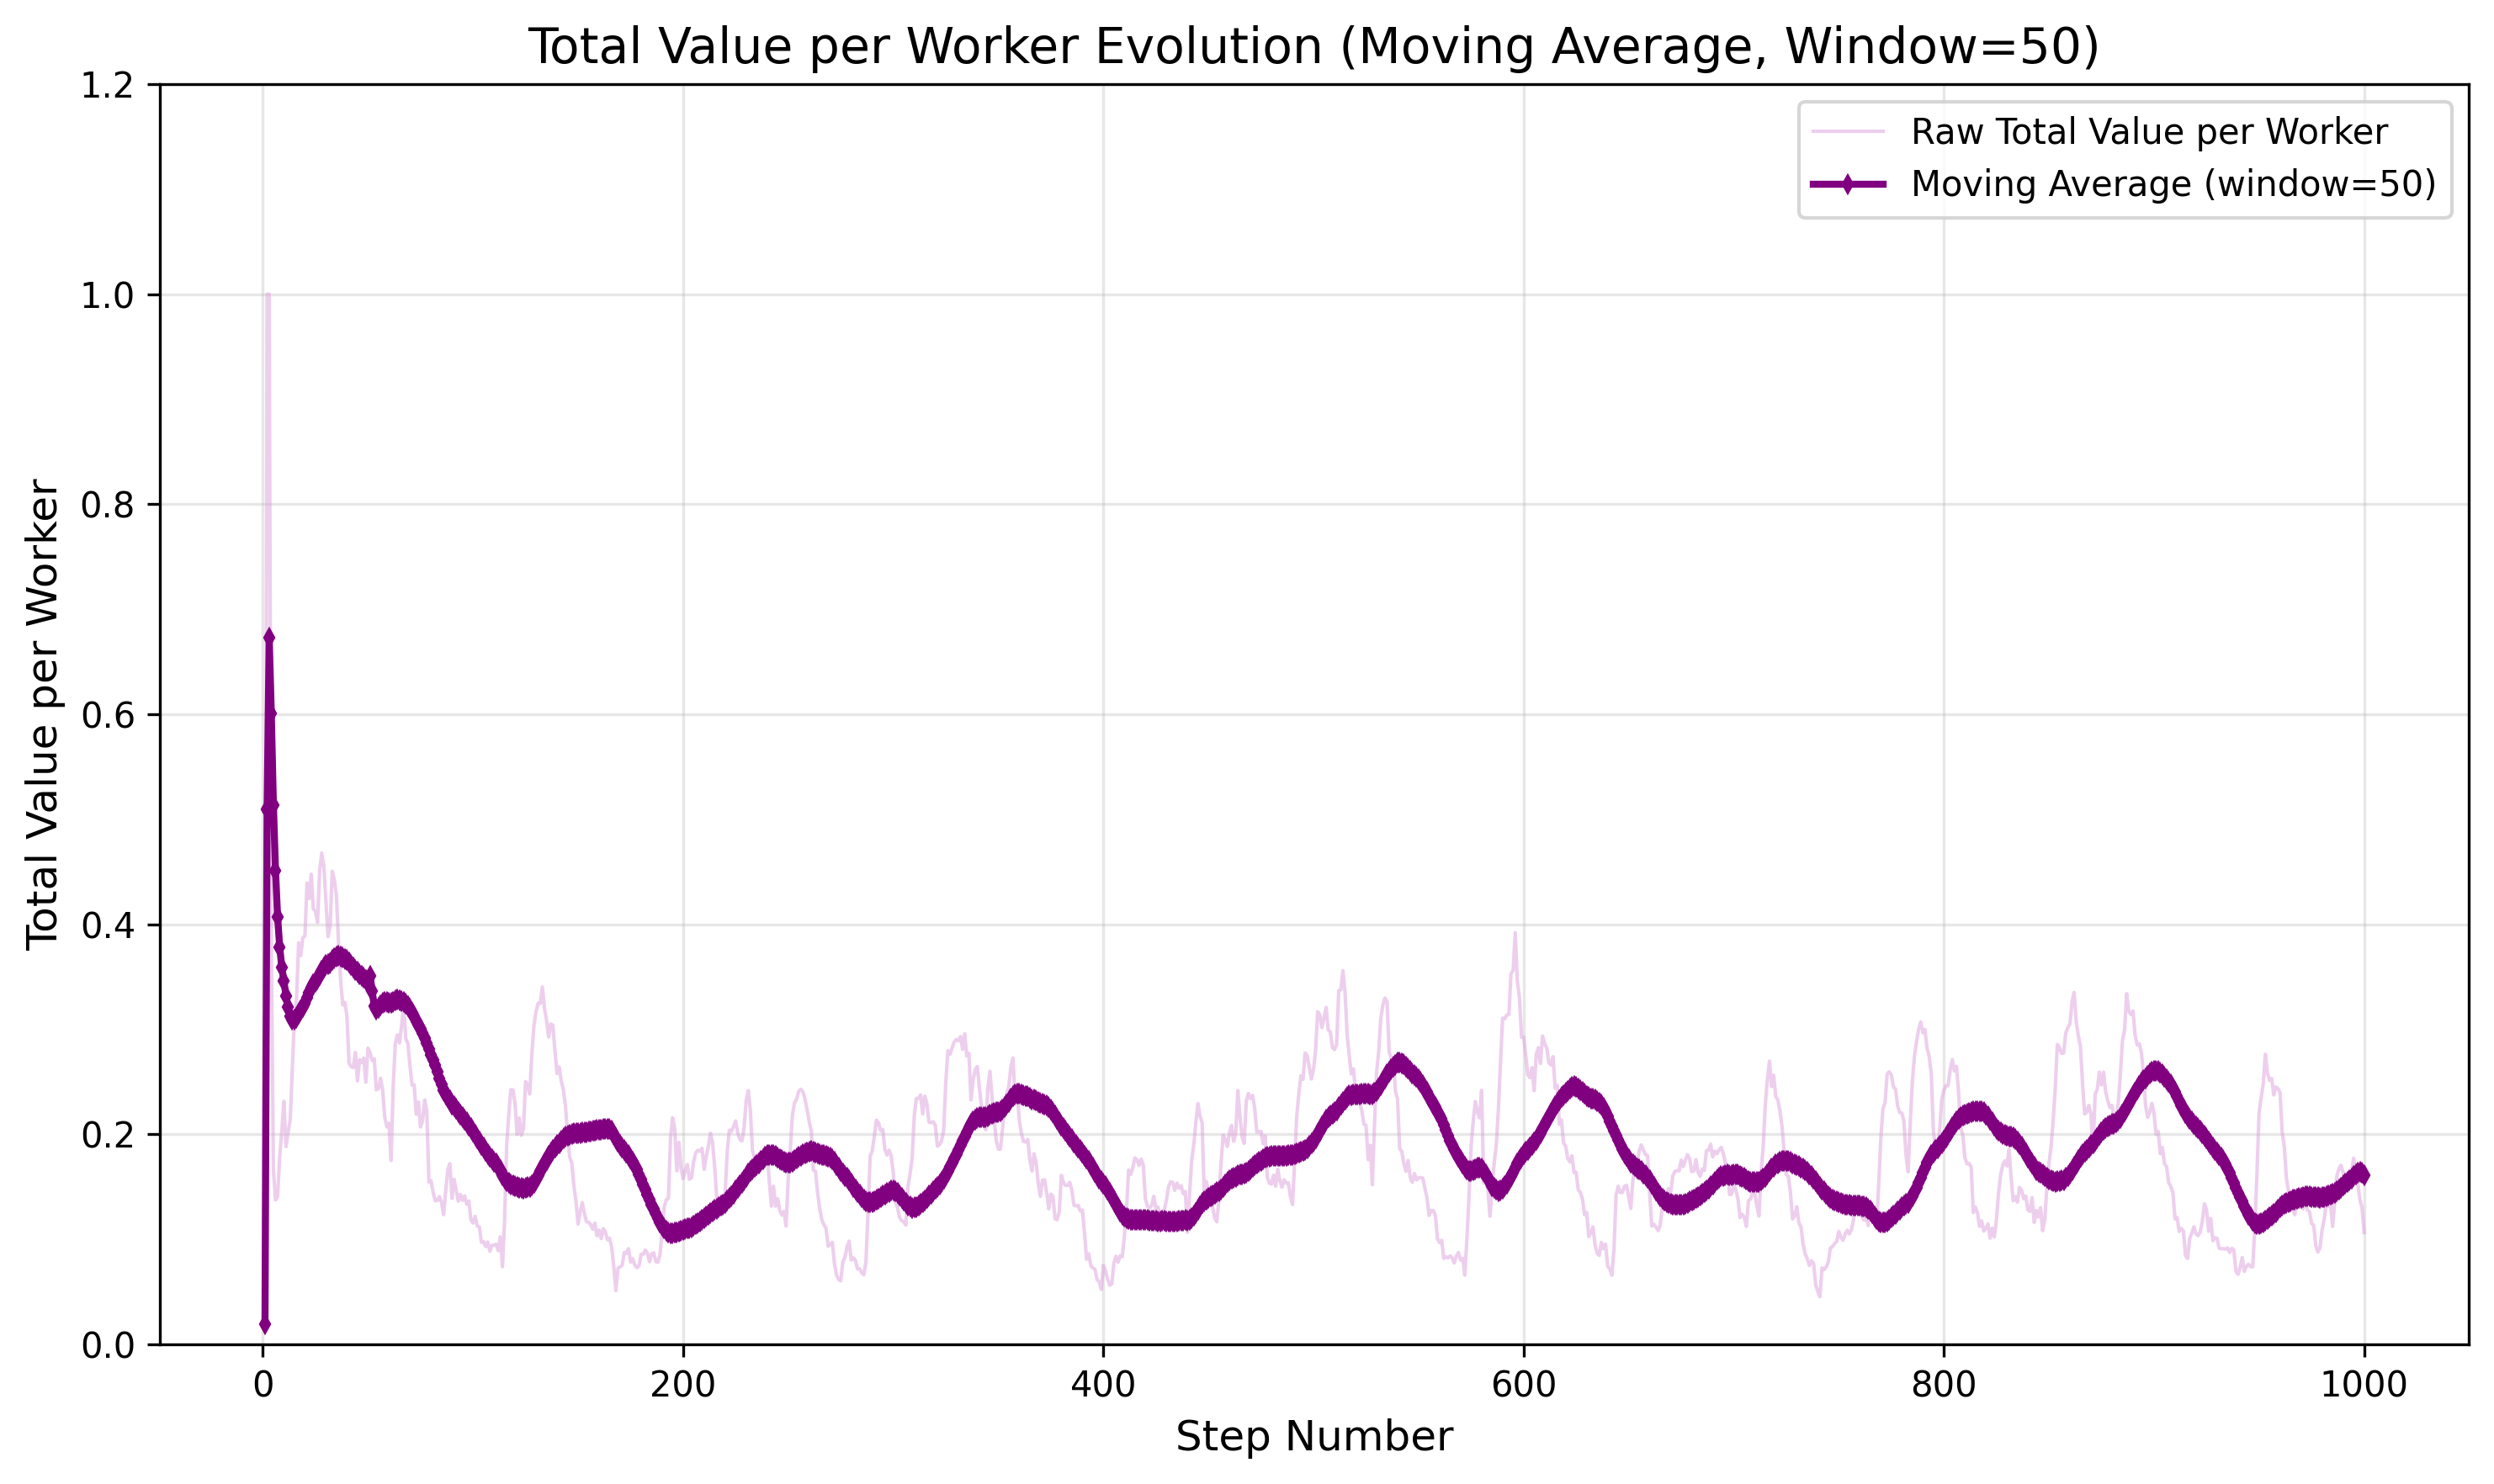 Total Value per Worker Evolution (Moving Average, Window=50)
Raw Total Value per Worker
Moving Average (window=50)
Total Value per Worker
1.2
1.0
0.8
0.6
0.4
0.2
0.0
0 200 400 600 800 1000
Step Number